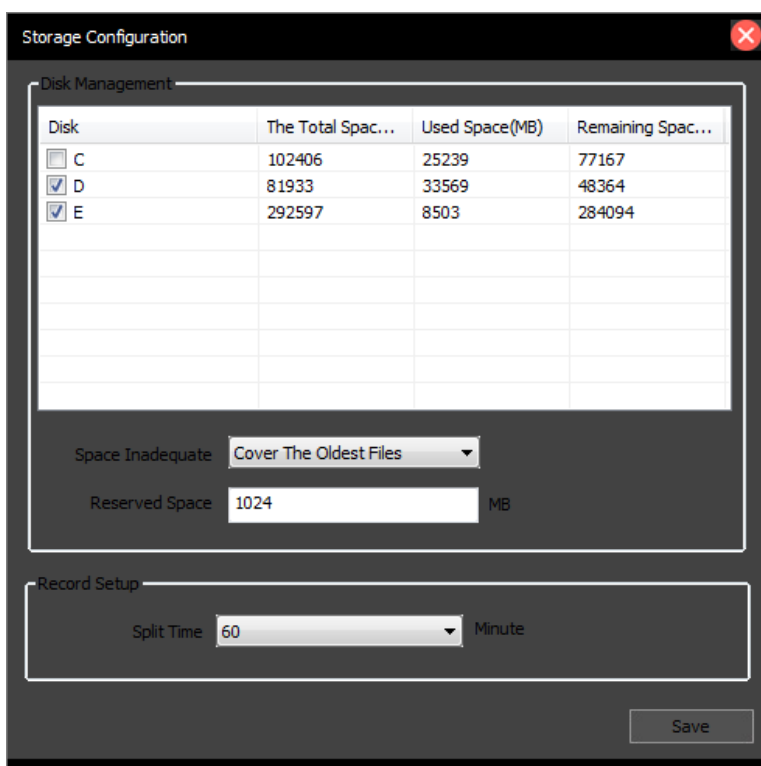 Storage Configuration
Disk Management
Disk The Total Spac... Used Space(MB) Remaining Spac...
C 102406 25239 77167
D 81933 33569 48364
E 292597 8503 284094
Space Inadequate Cover The Oldest Files
Reserved Space 1024 MB
Record Setup
Split Time 60 Minute
Save